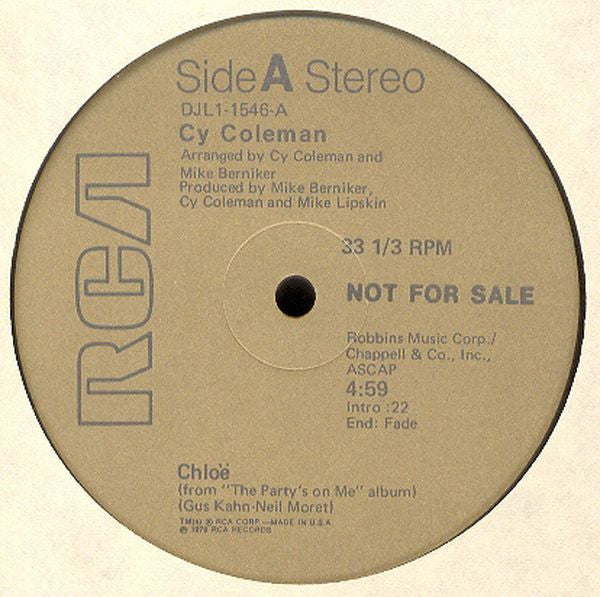 Side A Stereo
DJL1-1546-A
Cy Coleman
Arranged by Cy Coleman and
Mike Berniker
Produced by Mike Berniker,
Cy Coleman and Mike Lipskin
RCA
33 1/3 RPM
NOT FOR SALE
Robbins Music Corp./
Chappell & Co., Inc.,
ASCAP
4:59
Intro :22
End: Fade
Chloë
(from "The Party's on Me" album)
(Gus Kahn-Neil Moret)
TM(s) ® RCA CORP.—MADE IN U.S.A.
℗ 1976 RCA RECORDS